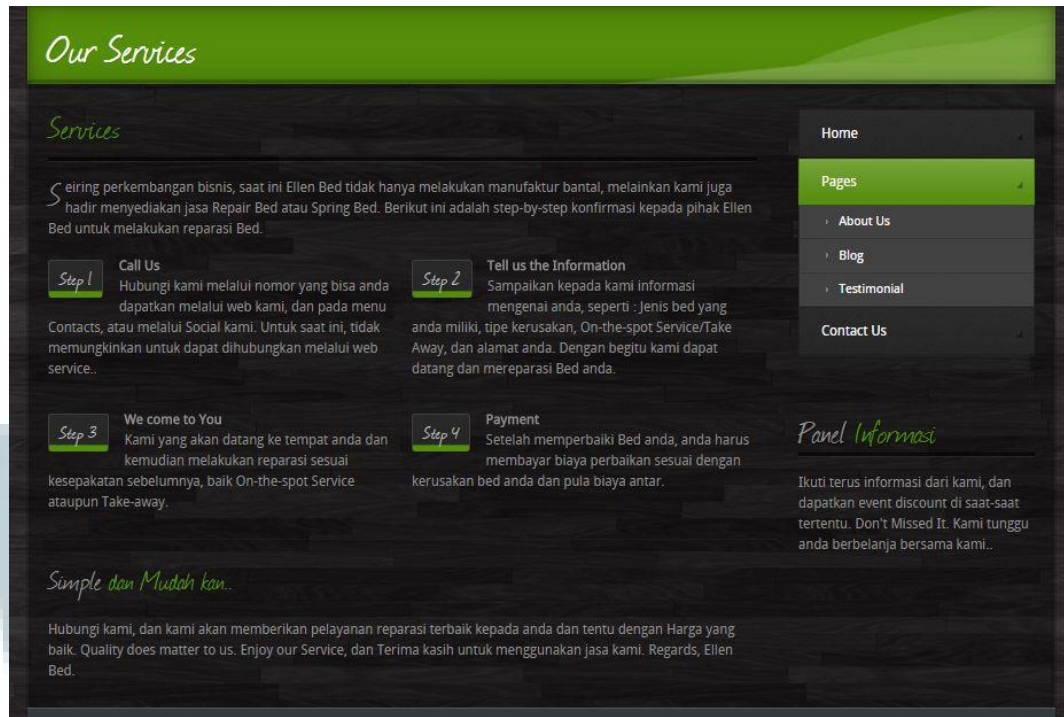 Our Services
Services
Seiring perkembangan bisnis, saat ini Ellen Bed tidak hanya melakukan manufaktur bantal, melainkan kami juga
hadir menyediakan jasa Repair Bed atau Spring Bed. Berikut ini adalah step-by-step konfirmasi kepada pihak Ellen
Bed untuk melakukan reparasi Bed.
Step 1
Call Us
Hubungi kami melalui nomor yang bisa anda
dapatkan melalui web kami, dan pada menu
Contacts, atau melalui Social kami. Untuk saat ini, tidak
memungkinkan untuk dapat dihubungkan melalui web
service..
Step 2
Tell us the Information
Sampaikan kepada kami informasi
mengenai anda, seperti : Jenis bed yang
anda miliki, tipe kerusakan, On-the-spot Service/Take
Away, dan alamat anda. Dengan begitu kami dapat
datang dan mereparasi Bed anda.
Step 3
We come to You
Kami yang akan datang ke tempat anda dan
kemudian melakukan reparasi sesuai
kesepakatan sebelumnya, baik On-the-spot Service
ataupun Take-away.
Step 4
Payment
Setelah memperbaiki Bed anda, anda harus
membayar biaya perbaikan sesuai dengan
kerusakan bed anda dan pula biaya antar.
Simple dan Mudah kan..
Hubungi kami, dan kami akan memberikan pelayanan reparasi terbaik kepada anda dan tentu dengan Harga yang
baik. Quality does matter to us. Enjoy our Service, dan Terima kasih untuk menggunakan jasa kami. Regards, Ellen
Bed.
Home
Pages
About Us
Blog
Testimonial
Contact Us
Panel Informasi
Ikuti terus informasi dari kami, dan
dapatkan event discount di saat-saat
tertentu. Don't Missed It. Kami tunggu
anda berbelanja bersama kami..